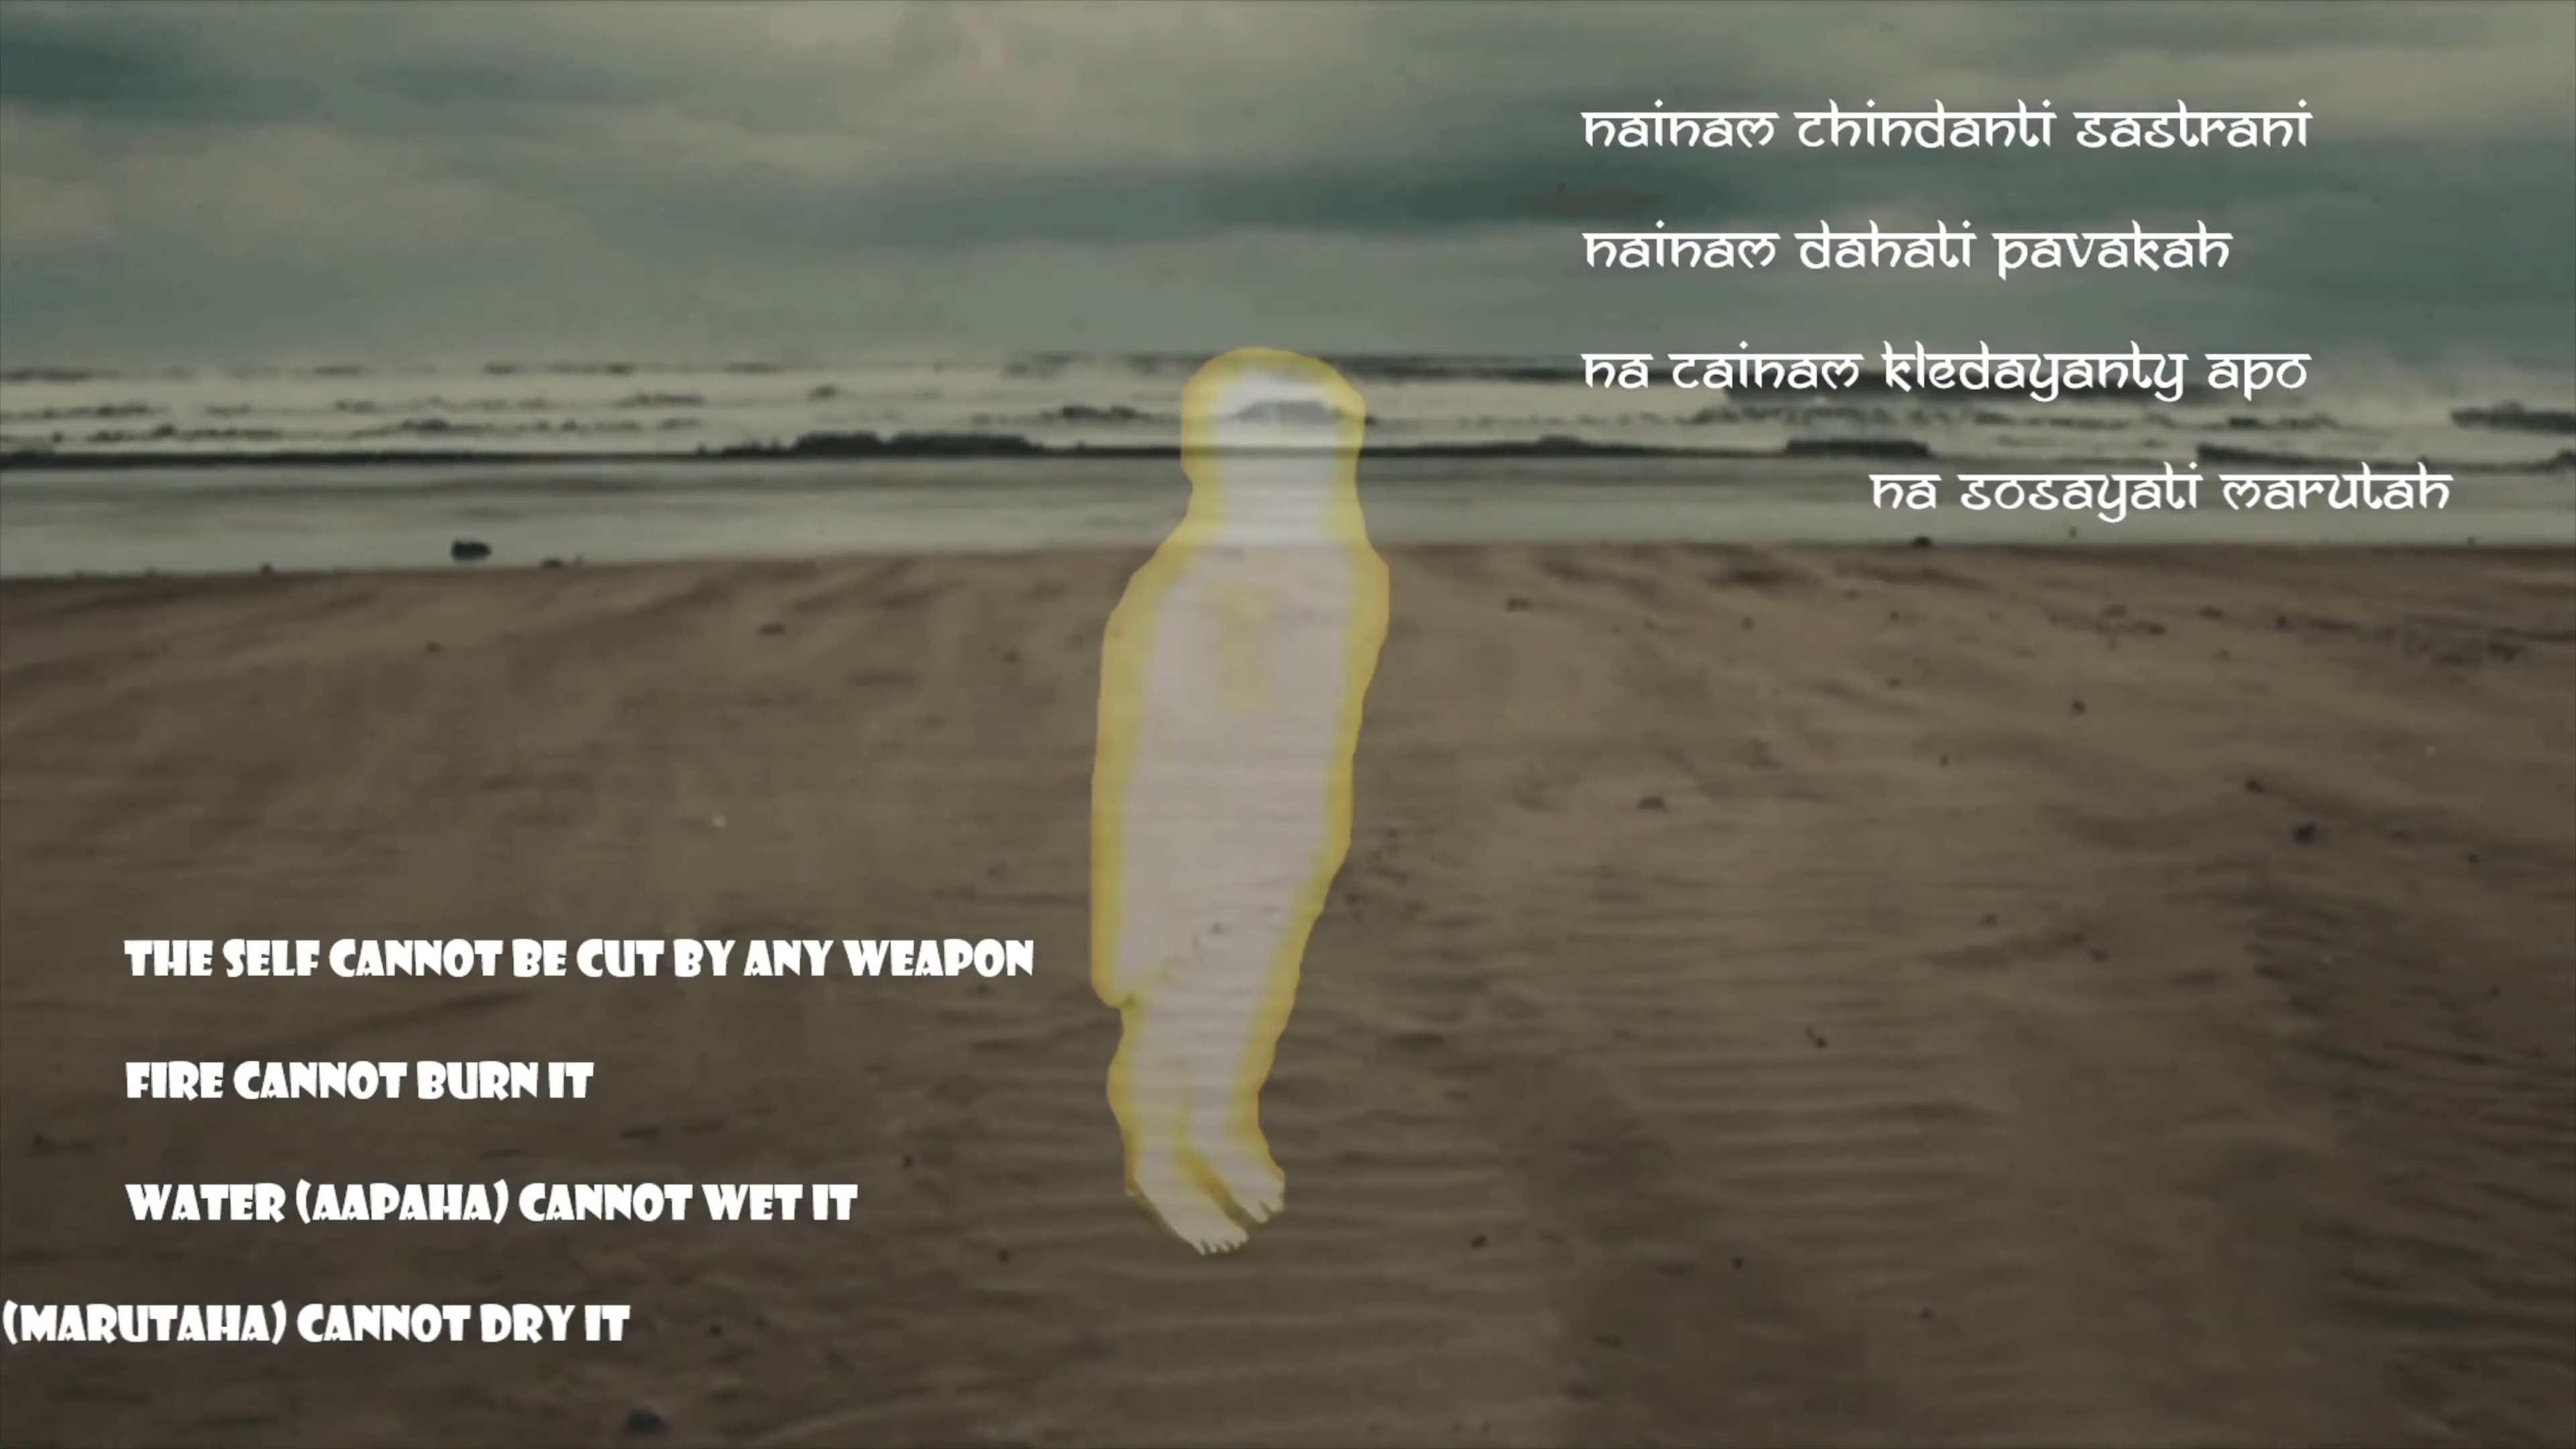 nainam chindanti sastrani
nainam dahati pavakah
na cainam kledayanty apo
na sosayati marutah
THE SELF CANNOT BE CUT BY ANY WEAPON
FIRE CANNOT BURN IT
WATER (AAPAHA) CANNOT WET IT
(MARUTAHA) CANNOT DRY IT